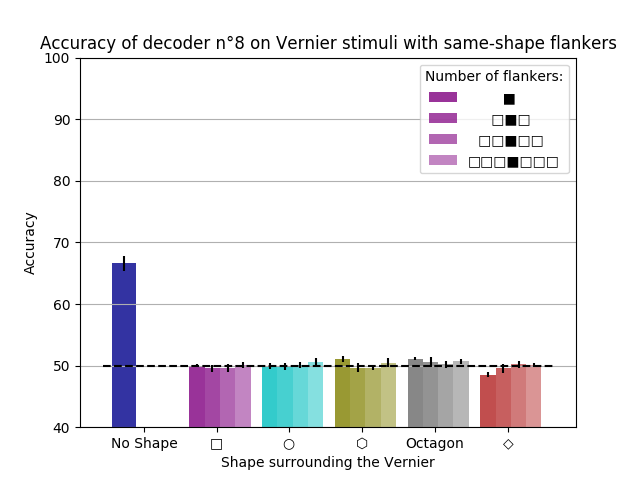 Accuracy of decoder n°8 on Vernier stimuli with same-shape flankers
100
90
80
70
60
50
40
Accuracy
Number of flankers:
■
□■□
□□■□□
□□□■□□□
No Shape □ ○ ⬡ Octagon ◇
Shape surrounding the Vernier